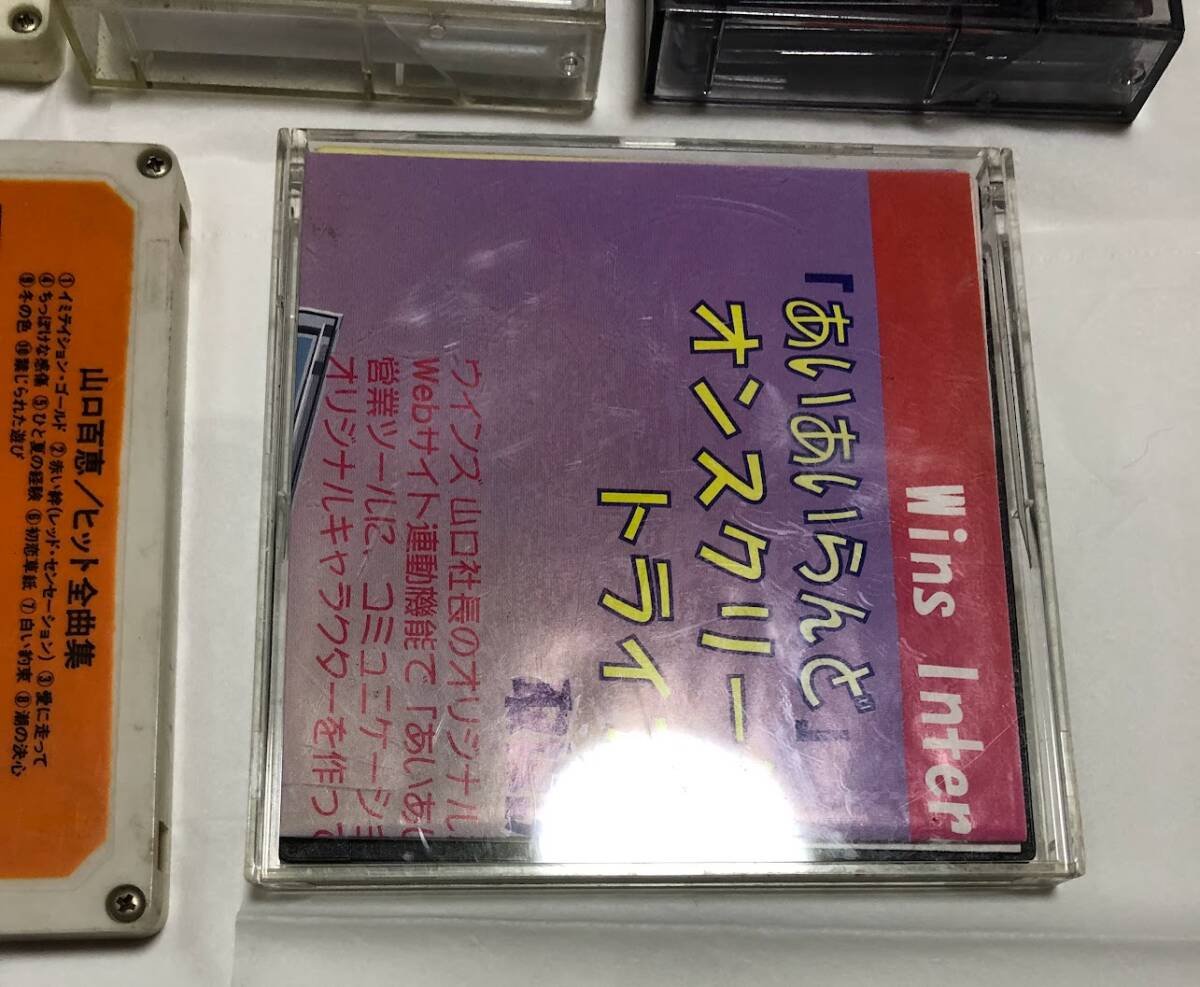 山口百恵/ヒット全曲集
①イミテイション・ゴールド ②赤い絆(レッド・センセーション) ③愛に走って
④ちっぽけな感傷 ⑤ひと夏の経験 ⑥初恋草紙 ⑦白い約束 ⑧湖の決心
⑨冬の色 ⑩禁じられた遊び
Wins Inter
「あいあいらんど」
オンスクリー
トライ
ウインズ 山口社長のオリジナル
Webサイト連動機能で「あいあい
営業ツールに、コミュニケーショ
オリジナルキャラクターを作って